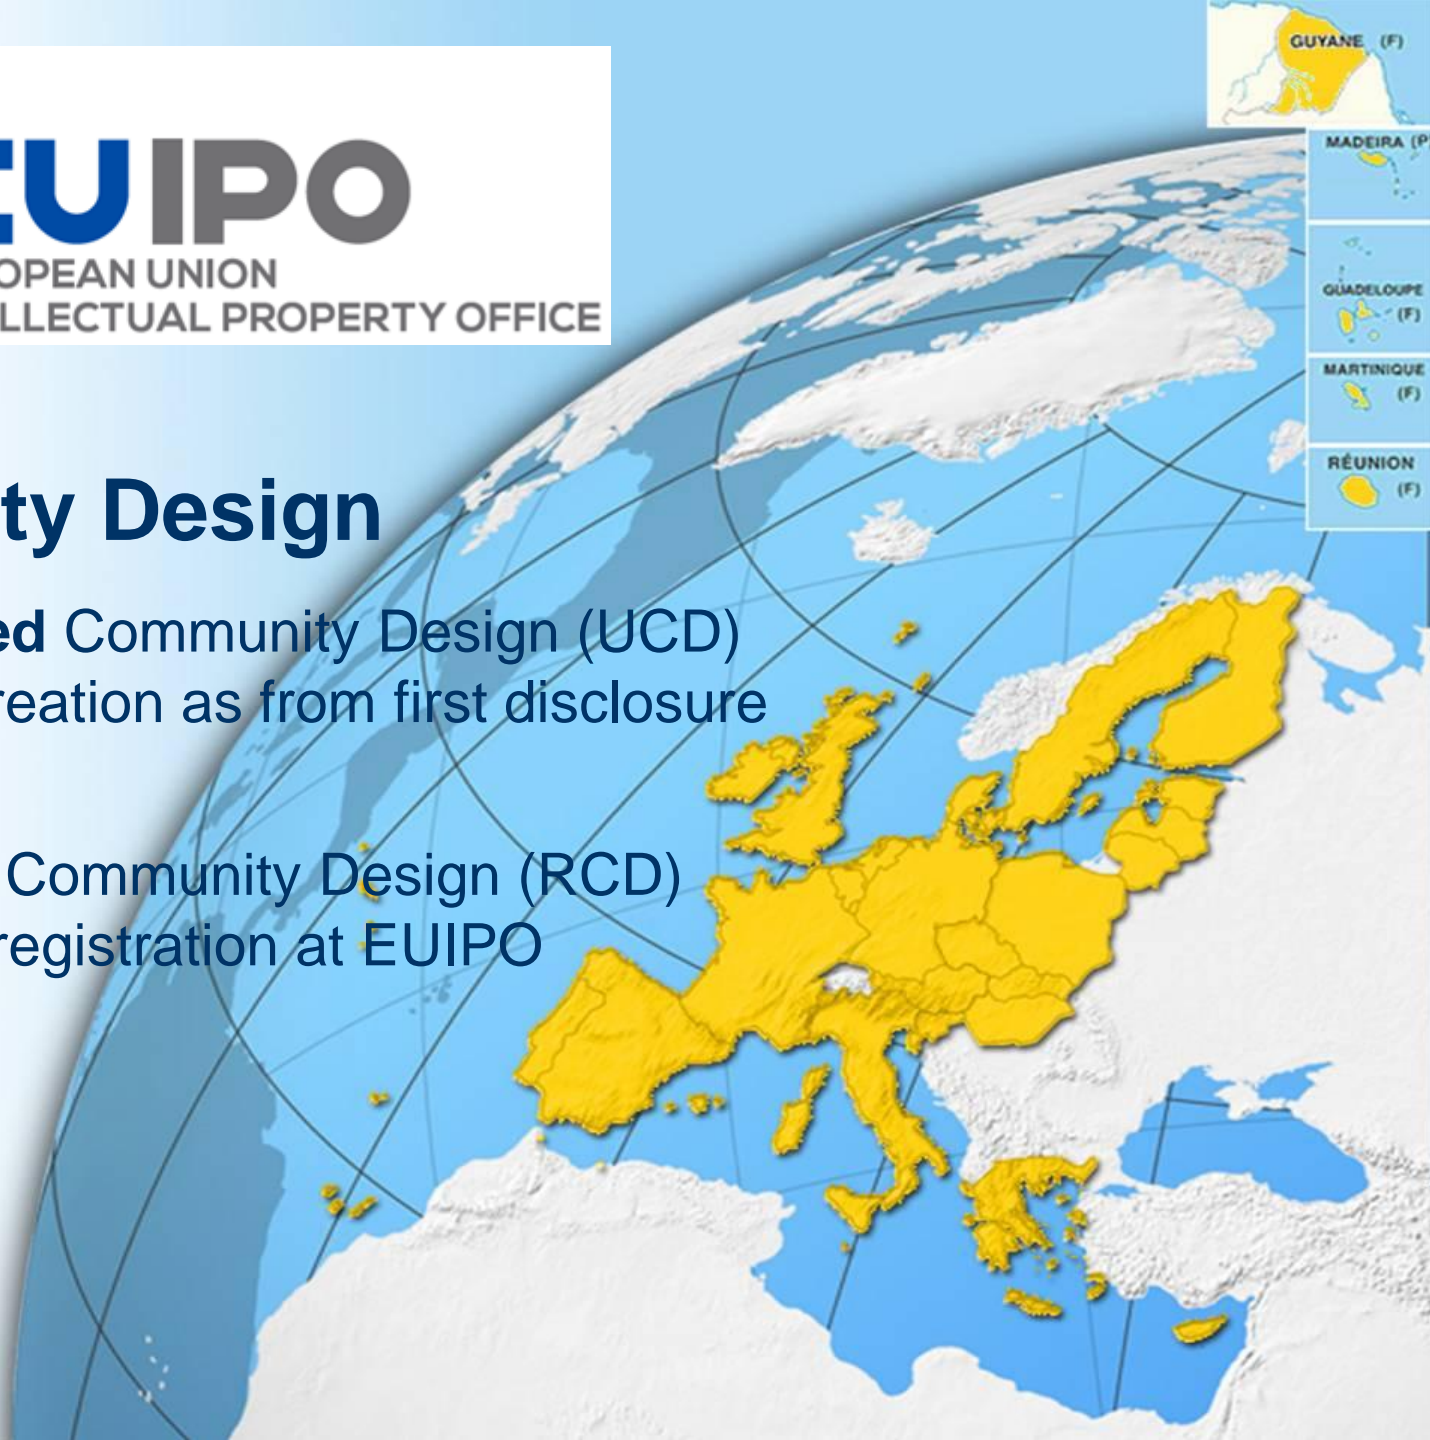 EUIPO
OPEAN UNION
LLECTUAL PROPERTY OFFICE
ty Design
ed Community Design (UCD)
reation as from first disclosure
Community Design (RCD)
registration at EUIPO
GUYANE (F)
MADEIRA (P
GUADELOUPE
(F)
MARTINIQUE
(F)
RÉUNION
(F)